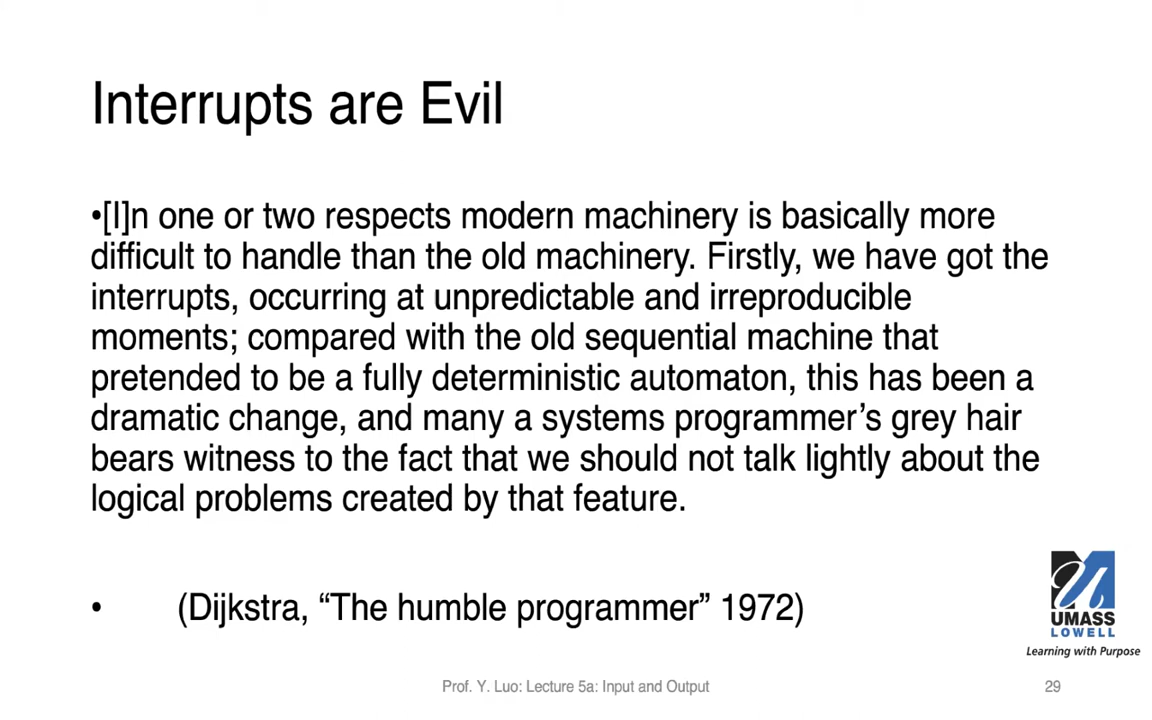 Interrupts are Evil
•[I]n one or two respects modern machinery is basically more
difficult to handle than the old machinery. Firstly, we have got the
interrupts, occurring at unpredictable and irreproducible
moments; compared with the old sequential machine that
pretended to be a fully deterministic automaton, this has been a
dramatic change, and many a systems programmer’s grey hair
bears witness to the fact that we should not talk lightly about the
logical problems created by that feature.
• (Dijkstra, “The humble programmer” 1972)
UMASS
LOWELL
Learning with Purpose
Prof. Y. Luo: Lecture 5a: Input and Output
29